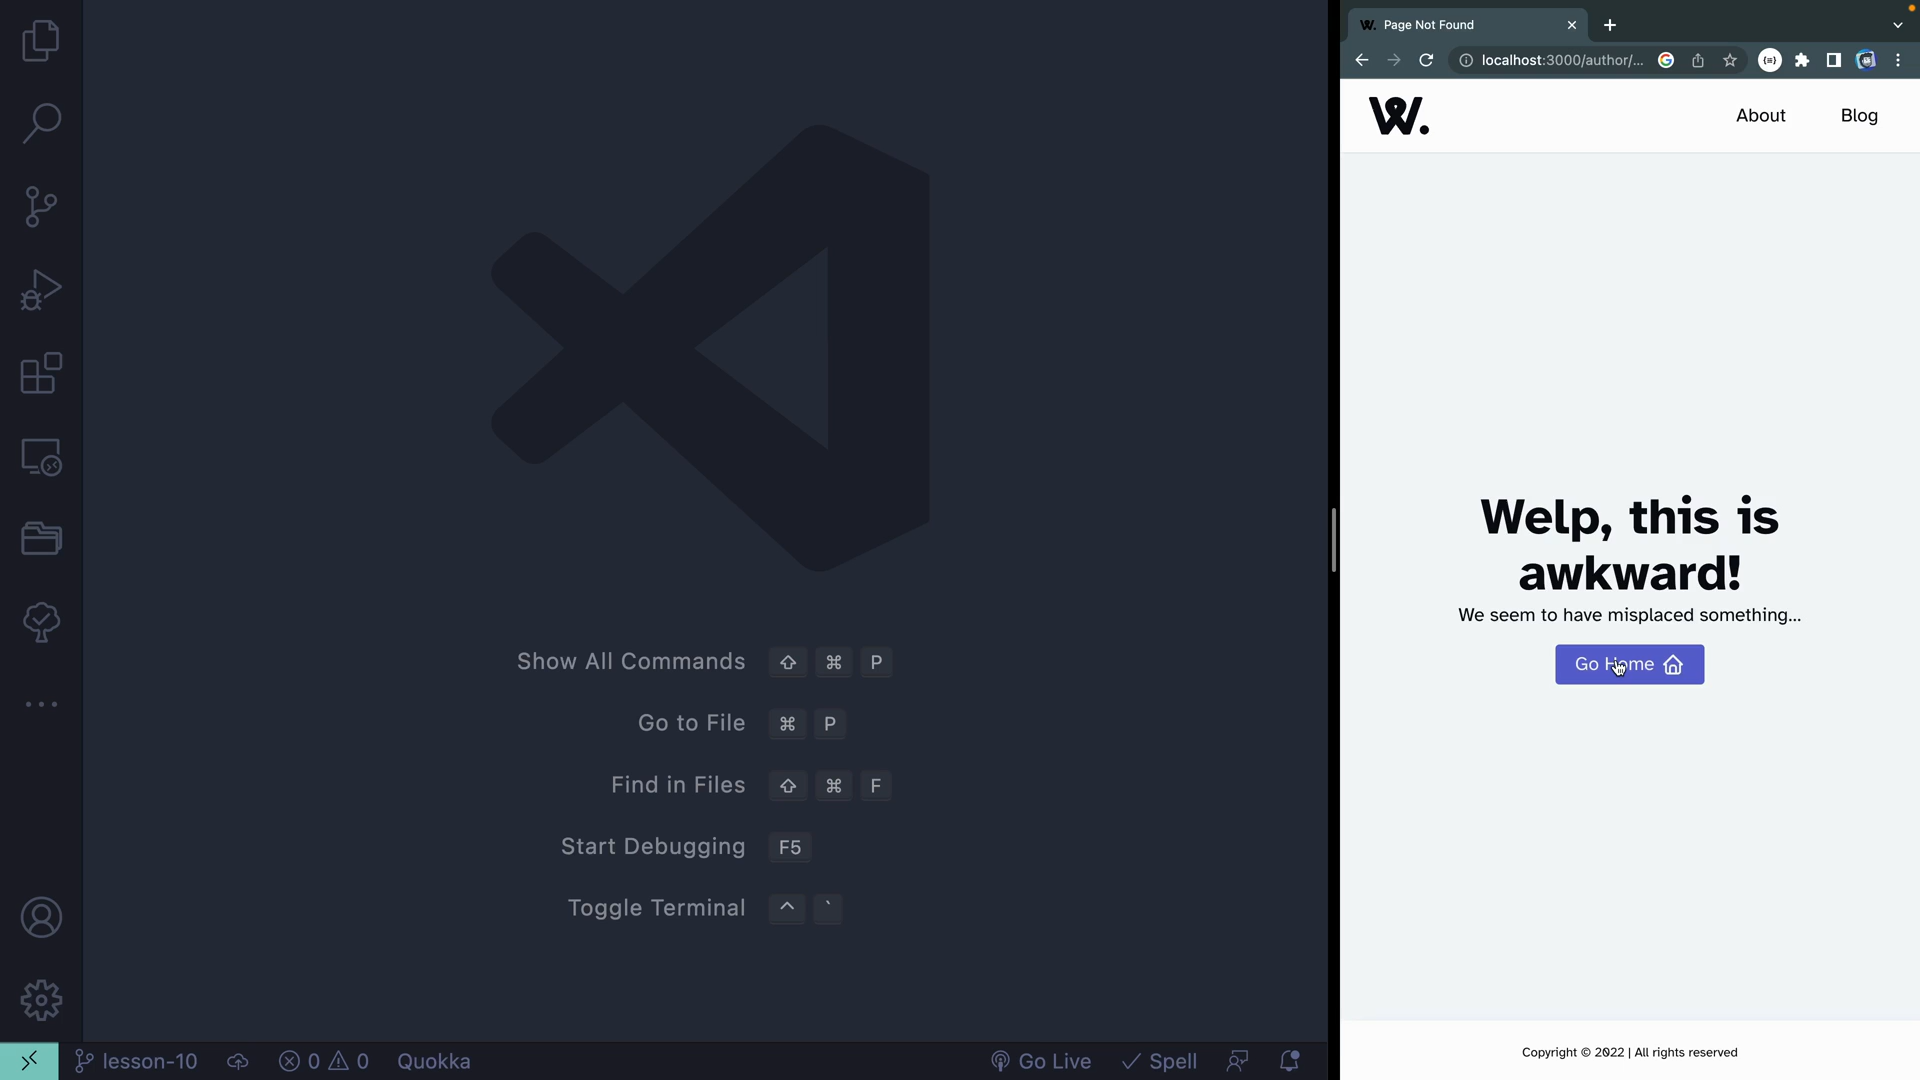 Show All Commands ⇧ ⌘ P
Go to File ⌘ P
Find in Files ⇧ ⌘ F
Start Debugging F5
Toggle Terminal ^ `
lesson-10 0 0 Quokka Go Live Spell
Page Not Found
localhost:3000/author/...
W. About Blog
Welp, this is
awkward!
We seem to have misplaced something...
Go Home
Copyright © 2022 | All rights reserved